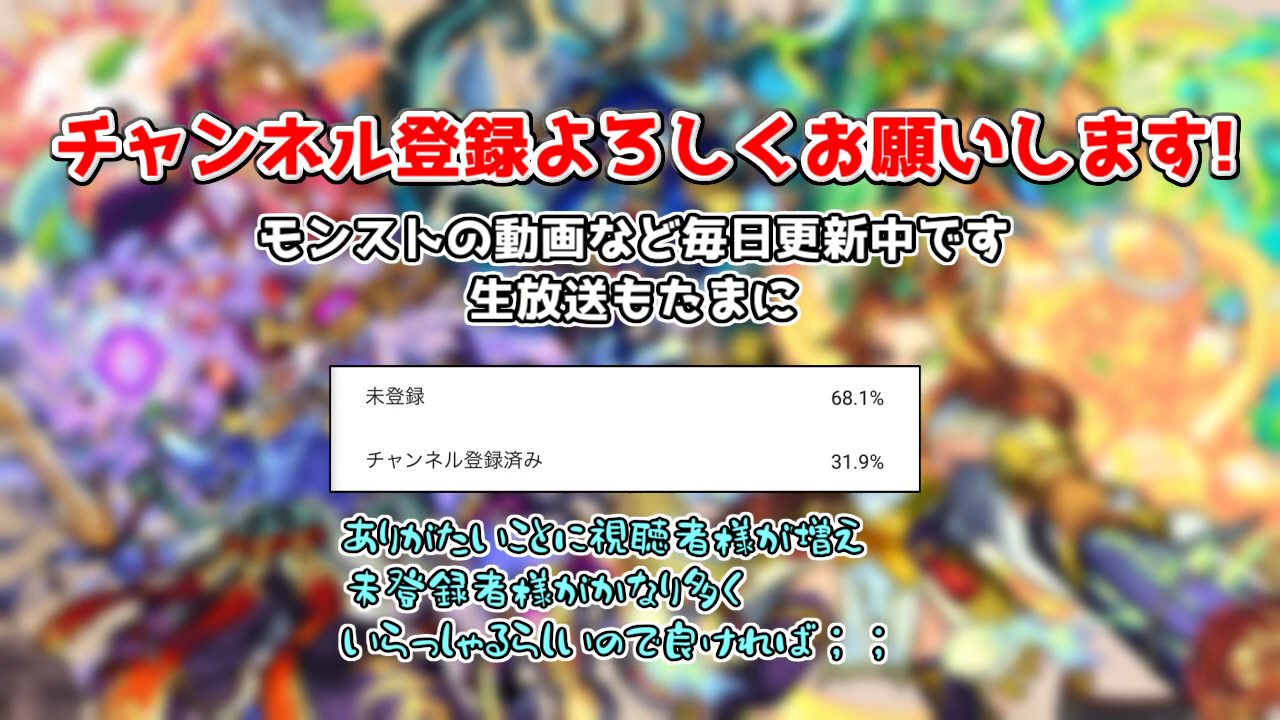 チャンネル登録よろしくお願いします!
モンストの動画など毎日更新中です
生放送もたまに
未登録 68.1%
チャンネル登録済み 31.9%
ありがたいことに視聴者様が増え
未登録者様がかなり多く
いらっしゃるらしいので良ければ；；